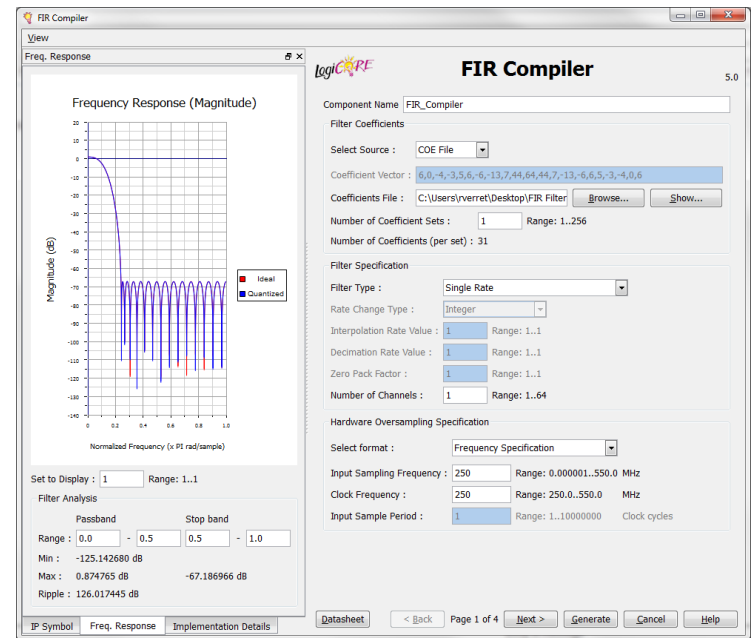 FIR Compiler
View
Freq. Response
Frequency Response (Magnitude)
20
10
0
-10
-20
-30
-40
-50
-60
-70
-80
-90
-100
-110
-120
-130
-140
Magnitude (dB)
0 0.2 0.4 0.6 0.8 1.0
Normalized Frequency (x PI rad/sample)
Ideal
Quantized
Set to Display : 1 Range: 1..1
Filter Analysis
Passband Stop band
Range : 0.0 - 0.5 0.5 - 1.0
Min : -125.142680 dB
Max : 0.874765 dB -67.186966 dB
Ripple : 126.017445 dB
IP Symbol Freq. Response Implementation Details
LogiCORE
FIR Compiler
5.0
Component Name FIR_Compiler
Filter Coefficients
Select Source : COE File
Coefficient Vector : 6,0,-4,-3,5,6,-6,-13,7,44,64,44,7,-13,-6,6,5,-3,-4,0,6
Coefficients File : C:\Users\rverret\Desktop\FIR Filter Browse... Show...
Number of Coefficient Sets : 1 Range: 1..256
Number of Coefficients (per set) : 31
Filter Specification
Filter Type : Single Rate
Rate Change Type : Integer
Interpolation Rate Value : 1 Range: 1..1
Decimation Rate Value : 1 Range: 1..1
Zero Pack Factor : 1 Range: 1..1
Number of Channels : 1 Range: 1..64
Hardware Oversampling Specification
Select format : Frequency Specification
Input Sampling Frequency : 250 Range: 0.000001..550.0 MHz
Clock Frequency : 250 Range: 250.0..550.0 MHz
Input Sample Period : 1 Range: 1..10000000 Clock cycles
Datasheet < Back Page 1 of 4 Next > Generate Cancel Help